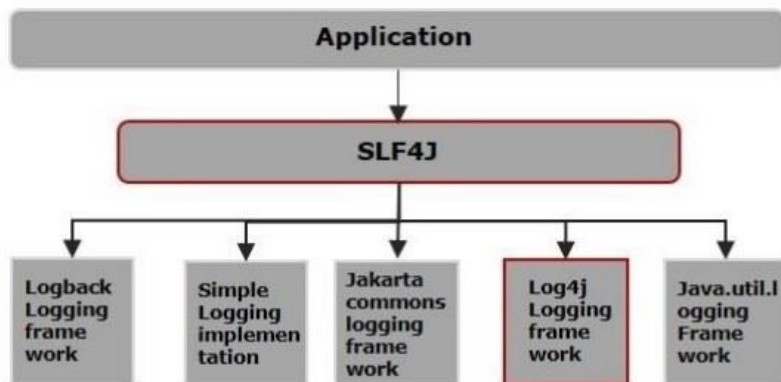 Application
SLF4J
Logback
Logging
frame
work
Simple
Logging
implemen
tation
Jakarta
commons
logging
frame
work
Log4j
Logging
frame
work
Java.util.l
ogging
Frame
work